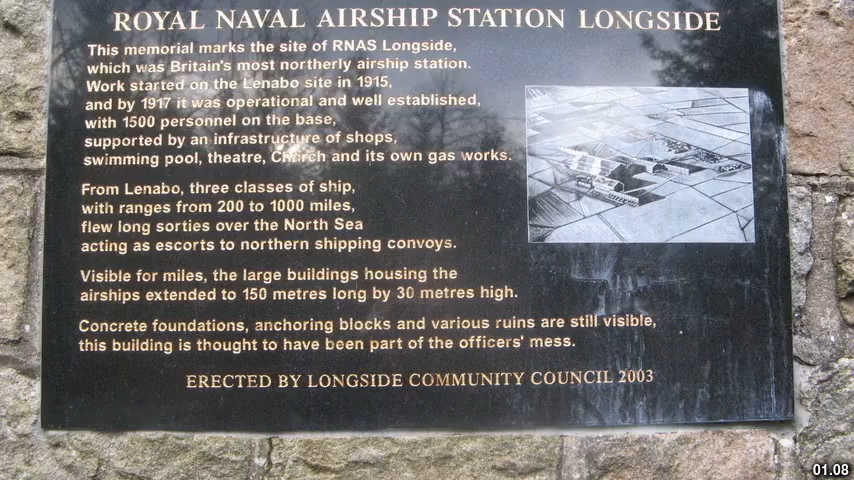 ROYAL NAVAL AIRSHIP STATION LONGSIDE
This memorial marks the site of RNAS Longside,
which was Britain's most northerly airship station.
Work started on the Lenabo site in 1915,
and by 1917 it was operational and well established,
with 1500 personnel on the base,
supported by an infrastructure of shops,
swimming pool, theatre, Church and its own gas works.
From Lenabo, three classes of ship,
with ranges from 200 to 1000 miles,
flew long sorties over the North Sea
acting as escorts to northern shipping convoys.
Visible for miles, the large buildings housing the
airships extended to 150 metres long by 30 metres high.
Concrete foundations, anchoring blocks and various ruins are still visible,
this building is thought to have been part of the officers' mess.
ERECTED BY LONGSIDE COMMUNITY COUNCIL 2003
01.08